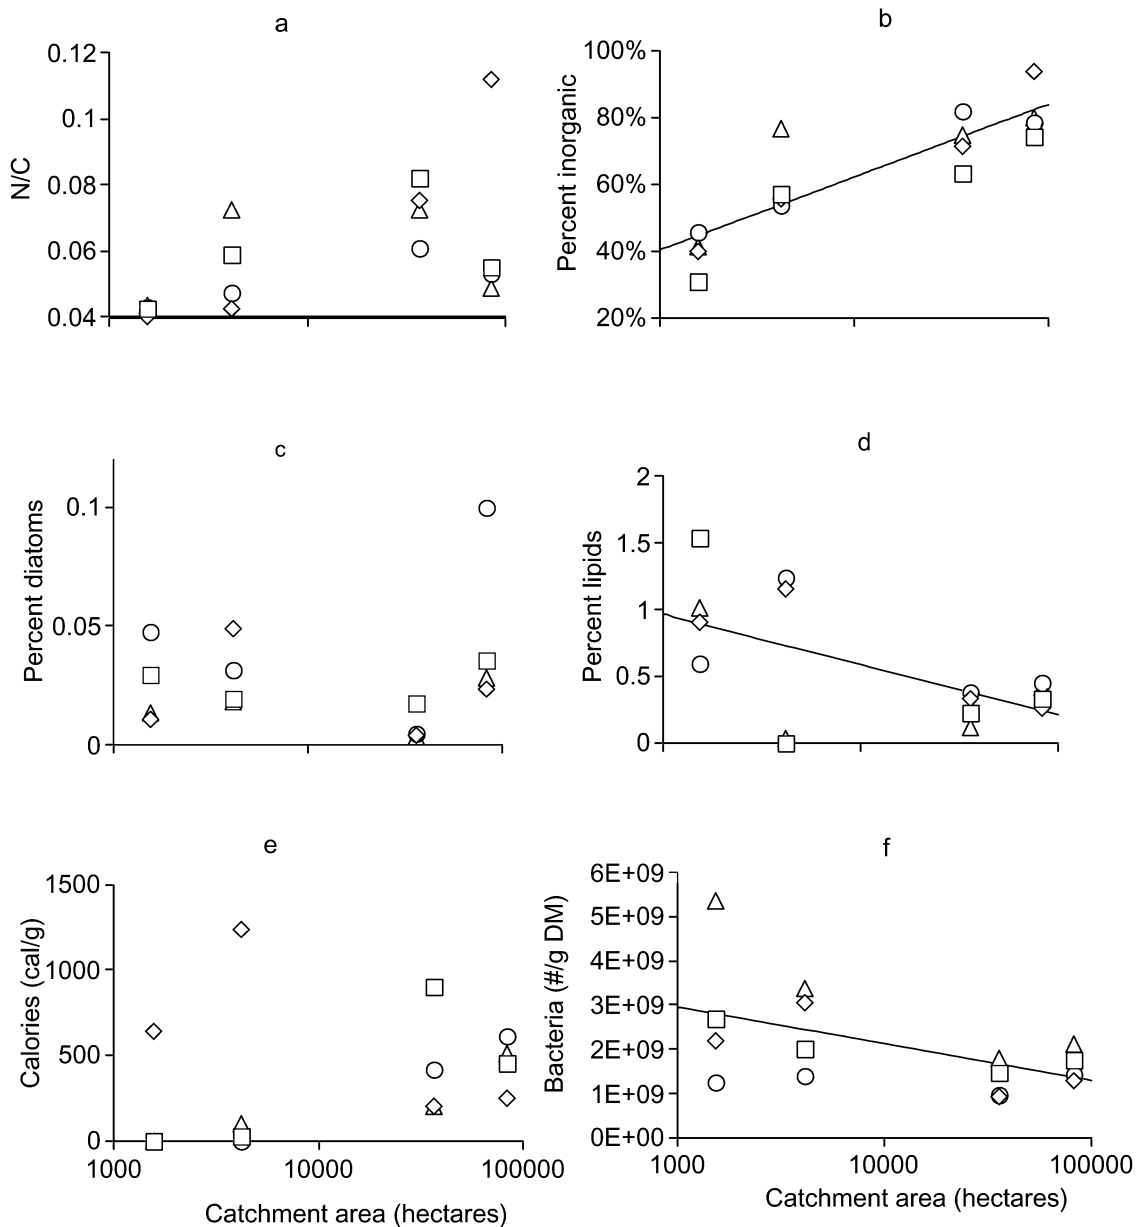 a
0.12
0.1
0.08
0.06
0.04
N/C
b
100%
80%
60%
40%
20%
Percent inorganic
c
0.1
0.05
0
Percent diatoms
d
2
1.5
1
0.5
0
Percent lipids
e
1500
1000
500
0
Calories (cal/g)
1000 10000 100000
Catchment area (hectares)
f
6E+09
5E+09
4E+09
3E+09
2E+09
1E+09
0E+00
Bacteria (#/g DM)
1000 10000 100000
Catchment area (hectares)